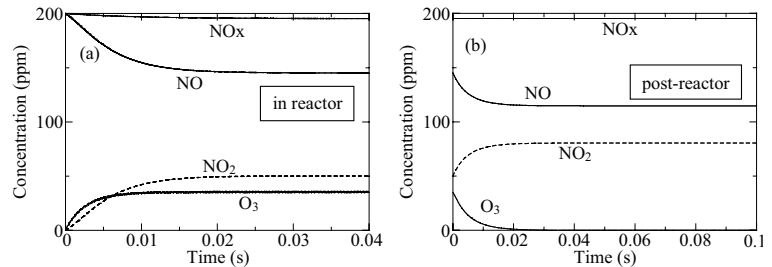 200
100
0
Concentration (ppm)
(a)
NOx
NO
in reactor
NO2
O3
0 0.01 0.02 0.03 0.04
Time (s)
200
100
0
Concentration (ppm)
(b)
NOx
NO
post-reactor
NO2
O3
0 0.02 0.04 0.06 0.08 0.1
Time (s)